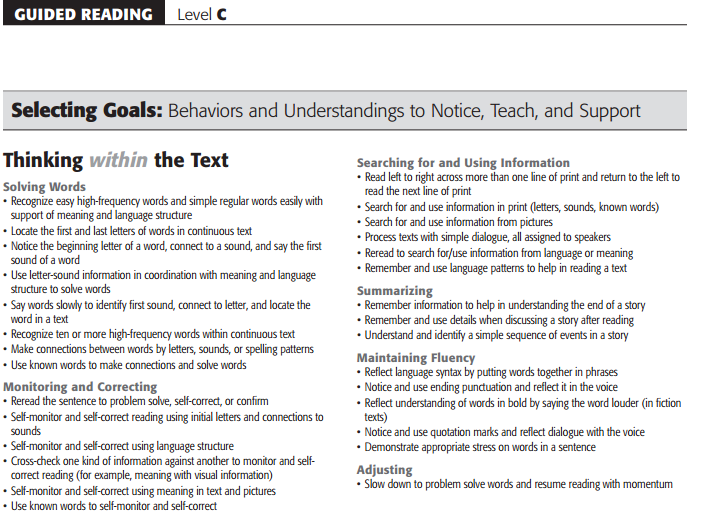 GUIDED READING Level C
Selecting Goals: Behaviors and Understandings to Notice, Teach, and Support
Thinking within the Text
Solving Words
• Recognize easy high-frequency words and simple regular words easily with
support of meaning and language structure
• Locate the first and last letters of words in continuous text
• Notice the beginning letter of a word, connect to a sound, and say the first
sound of a word
• Use letter-sound information in coordination with meaning and language
structure to solve words
• Say words slowly to identify first sound, connect to letter, and locate the
word in a text
• Recognize ten or more high-frequency words within continuous text
• Make connections between words by letters, sounds, or spelling patterns
• Use known words to make connections and solve words
Monitoring and Correcting
• Reread the sentence to problem solve, self-correct, or confirm
• Self-monitor and self-correct reading using initial letters and connections to
sounds
• Self-monitor and self-correct using language structure
• Cross-check one kind of information against another to monitor and self-
correct reading (for example, meaning with visual information)
• Self-monitor and self-correct using meaning in text and pictures
• Use known words to self-monitor and self-correct
Searching for and Using Information
• Read left to right across more than one line of print and return to the left to
read the next line of print
• Search for and use information in print (letters, sounds, known words)
• Search for and use information from pictures
• Process texts with simple dialogue, all assigned to speakers
• Reread to search for/use information from language or meaning
• Remember and use language patterns to help in reading a text
Summarizing
• Remember information to help in understanding the end of a story
• Remember and use details when discussing a story after reading
• Understand and identify a simple sequence of events in a story
Maintaining Fluency
• Reflect language syntax by putting words together in phrases
• Notice and use ending punctuation and reflect it in the voice
• Reflect understanding of words in bold by saying the word louder (in fiction
texts)
• Notice and use quotation marks and reflect dialogue with the voice
• Demonstrate appropriate stress on words in a sentence
Adjusting
• Slow down to problem solve words and resume reading with momentum